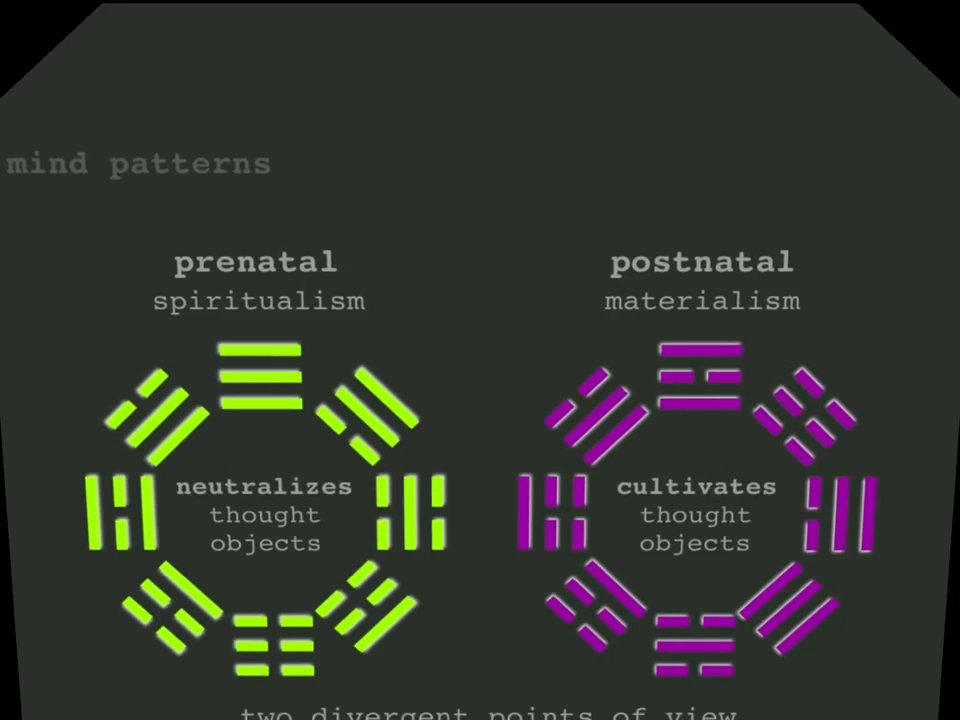 mind patterns
prenatal
spiritualism
postnatal
materialism
neutralizes
thought
objects
cultivates
thought
objects
two divergent points of view